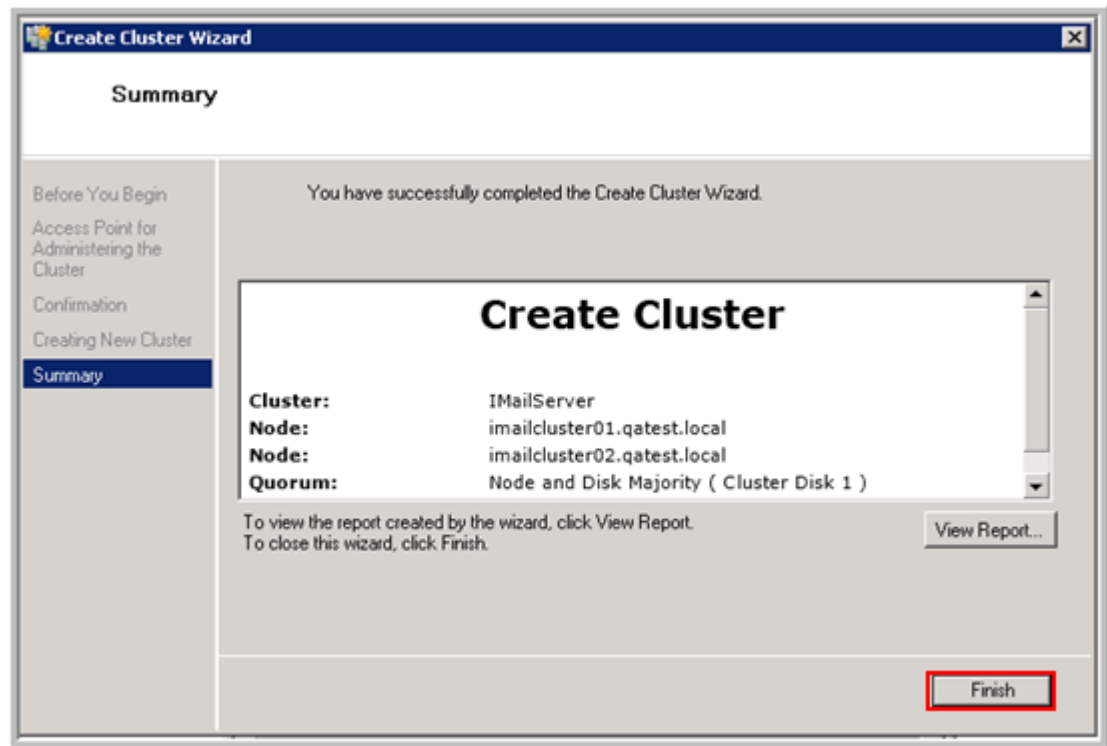 Create Cluster Wizard
Summary
Before You Begin
Access Point for
Administering the
Cluster
Confirmation
Creating New Cluster
Summary
You have successfully completed the Create Cluster Wizard.
Create Cluster
Cluster: IMailServer
Node: imailcluster01.qatest.local
Node: imailcluster02.qatest.local
Quorum: Node and Disk Majority ( Cluster Disk 1 )
To view the report created by the wizard, click View Report.
To close this wizard, click Finish.
View Report...
Finish